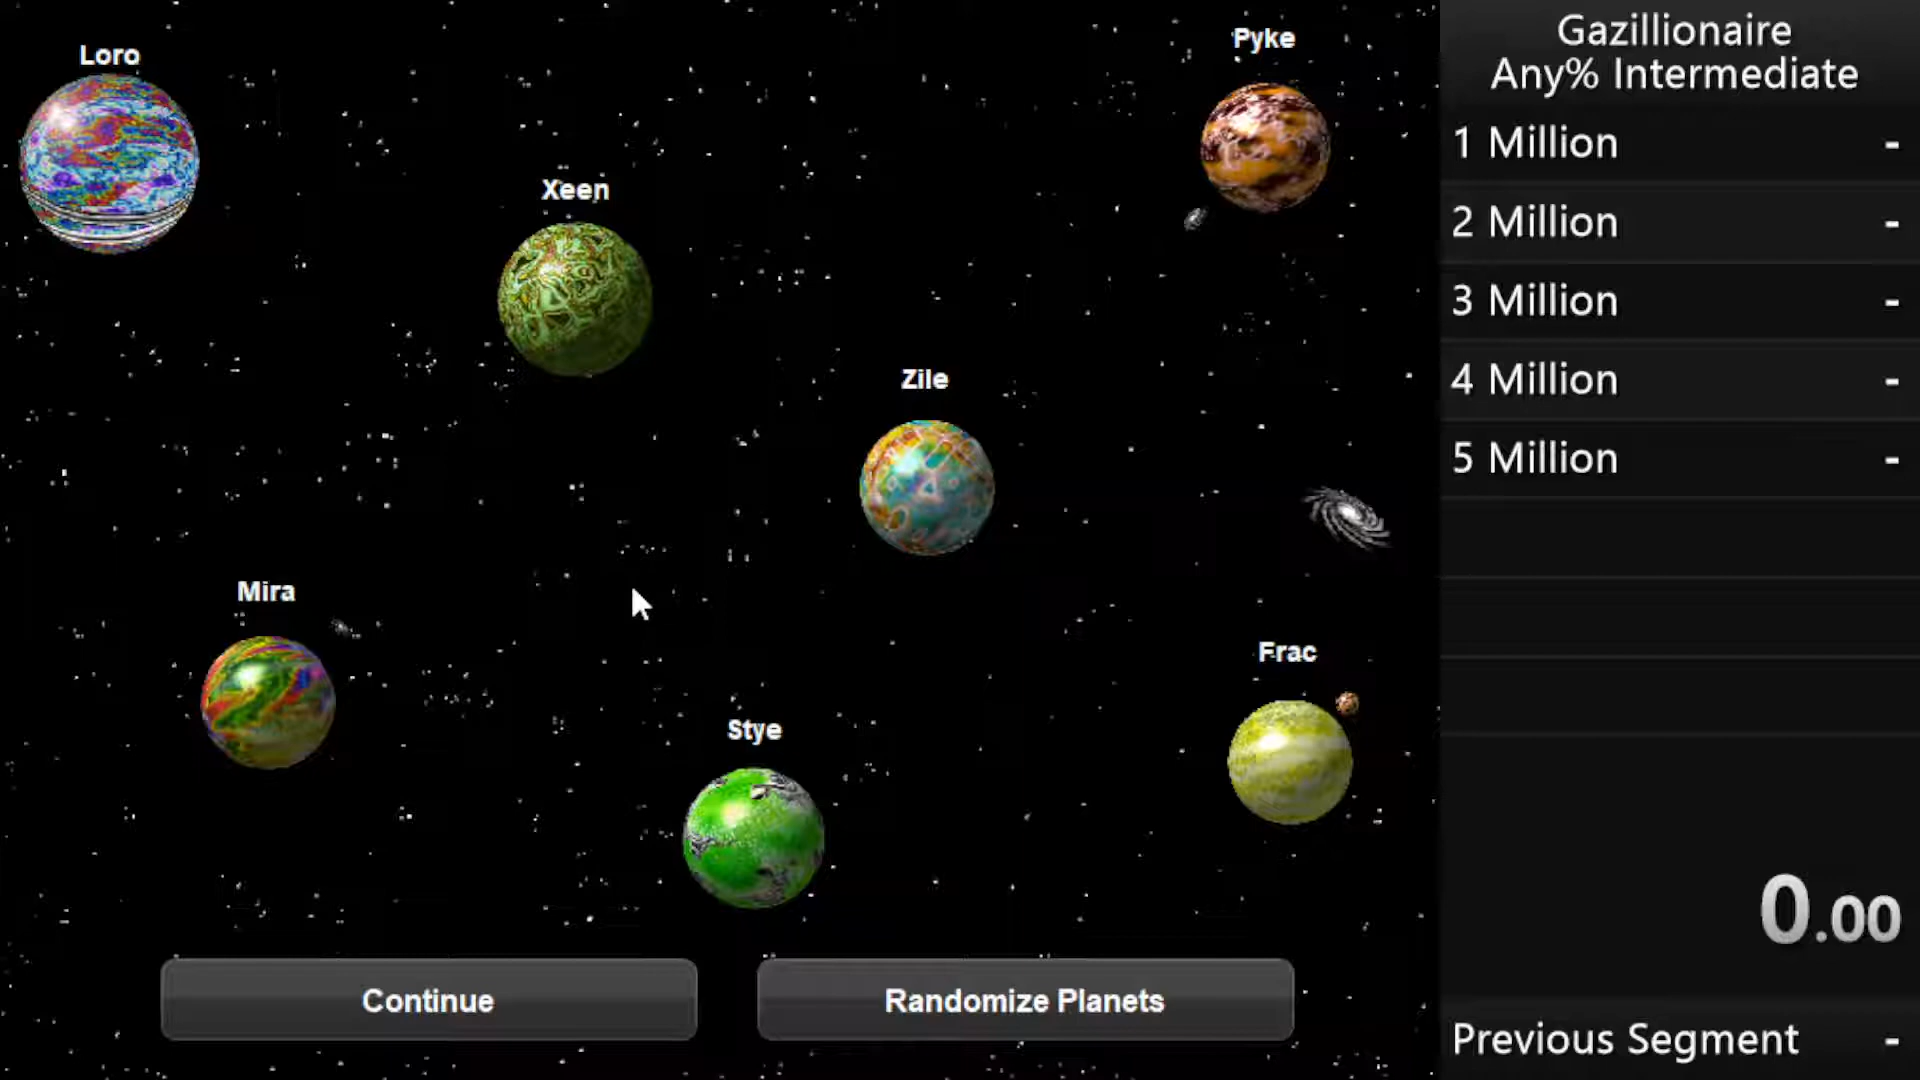 Loro
Pyke
Xeen
Zile
Mira
Frac
Stye
Continue
Randomize Planets
Gazillionaire
Any% Intermediate
1 Million -
2 Million -
3 Million -
4 Million -
5 Million -
0.00
Previous Segment -